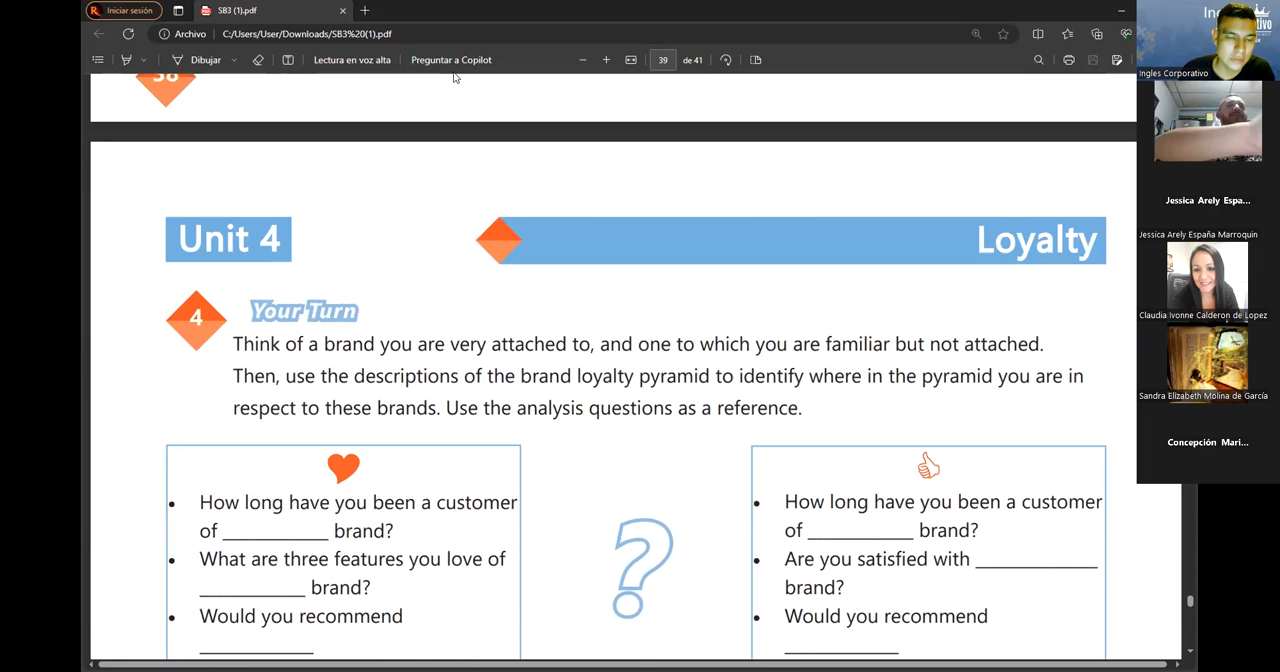 Iniciar sesión
SB3 (1).pdf
Archivo
C:/Users/User/Downloads/SB3%20(1).pdf
Dibujar
Lectura en voz alta
Preguntar a Copilot
39
de 41
38
Unit 4
Loyalty
4
Your Turn
Think of a brand you are very attached to, and one to which you are familiar but not attached.
Then, use the descriptions of the brand loyalty pyramid to identify where in the pyramid you are in
respect to these brands. Use the analysis questions as a reference.
• How long have you been a customer
of __________ brand?
• What are three features you love of
__________ brand?
• Would you recommend
___________
?
• How long have you been a customer
of __________ brand?
• Are you satisfied with ____________
brand?
• Would you recommend
___________
Ingles Corporativo
Jessica Arely Espa...
Jessica Arely España Marroquin
Claudia Ivonne Calderon de Lopez
Sandra Elizabeth Molina de García
Concepción Mari...